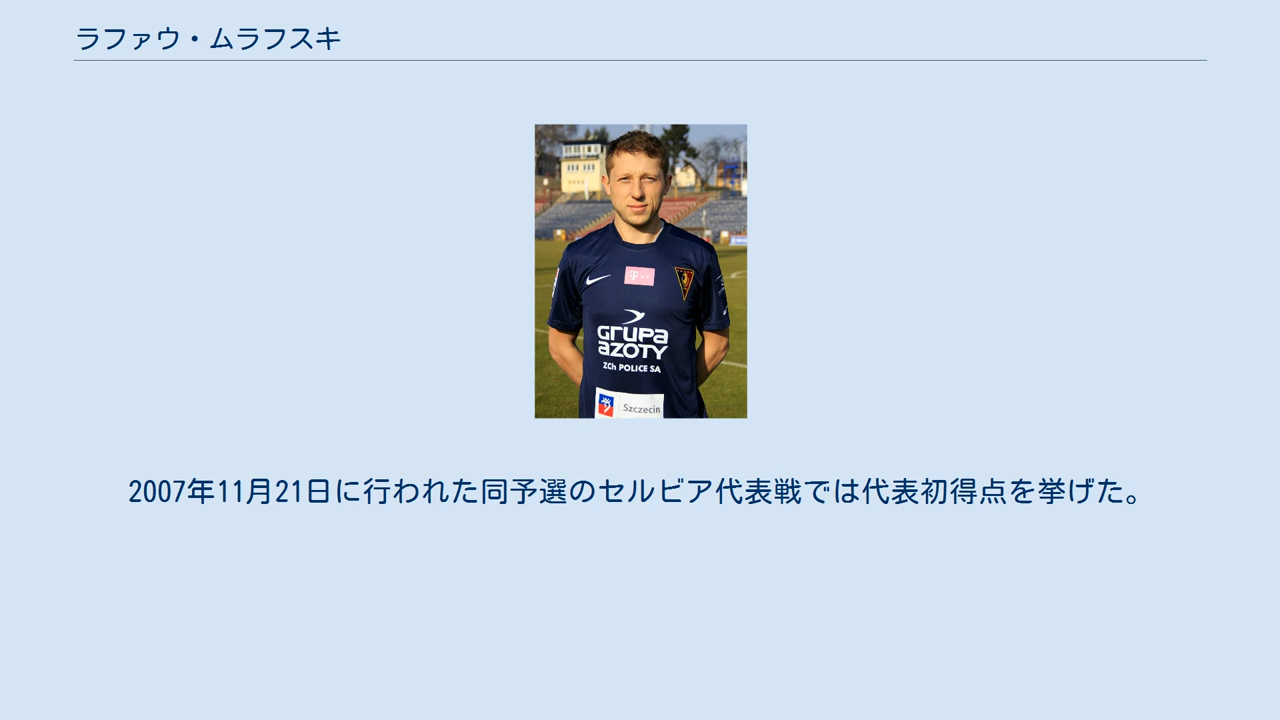 ラファウ・ムラフスキ
T
GRUPA
AZOTY
ZCh POLICE SA
Szczecin
2007年11月21日に行われた同予選のセルビア代表戦では代表初得点を挙げた。